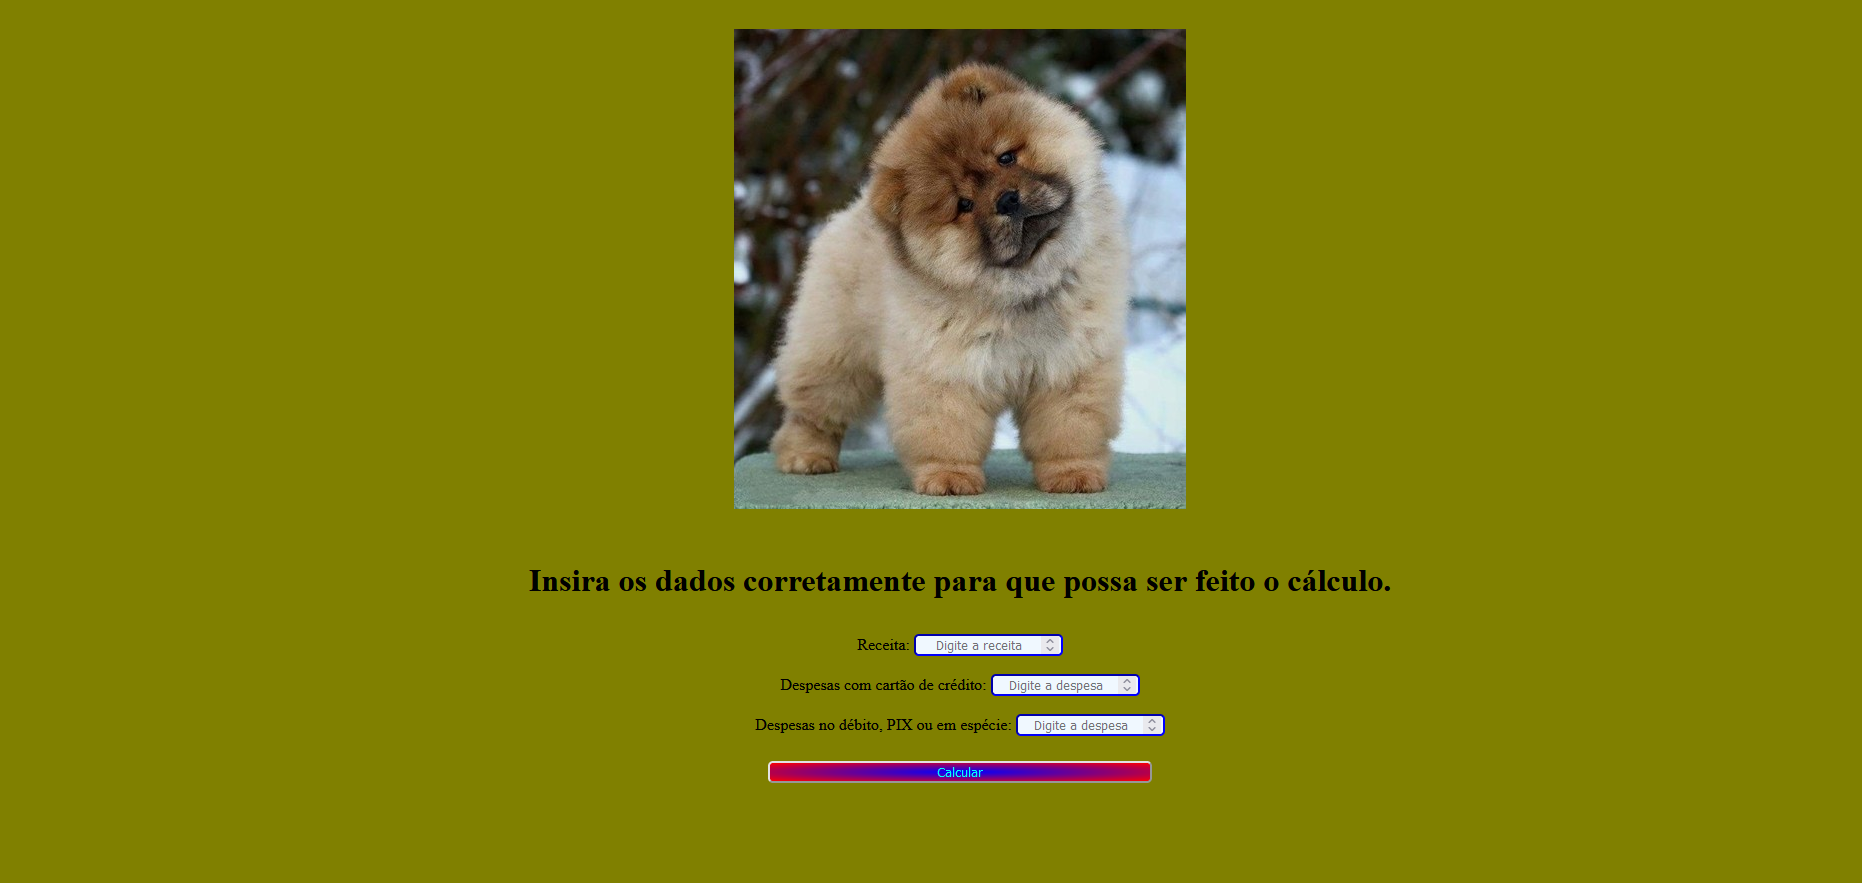 Insira os dados corretamente para que possa ser feito o cálculo.
Receita: Digite a receita
Despesas com cartão de crédito: Digite a despesa
Despesas no débito, PIX ou em espécie: Digite a despesa
Calcular